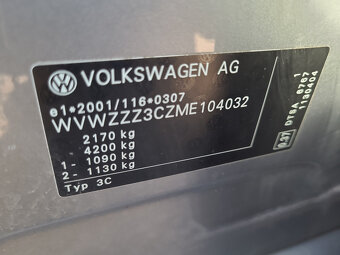 VOLKSWAGEN AG
e1*2001/116*0307
WVWZZZ3CZME104032
2170 kg
4200 kg
1- 1090 kg
2- 1130 kg
Typ 3C